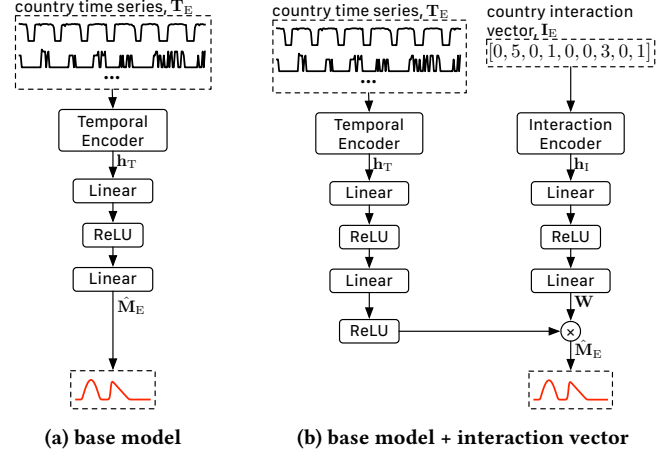 country time series, T_E
...
Temporal
Encoder
h_T
Linear
ReLU
Linear
M̂_E
(a) base model
country time series, T_E
...
Temporal
Encoder
h_T
Linear
ReLU
Linear
ReLU
country interaction
vector, I_E
[0, 5, 0, 1, 0, 0, 3, 0, 1]
Interaction
Encoder
h_I
Linear
ReLU
Linear
W
×
M̂_E
(b) base model + interaction vector